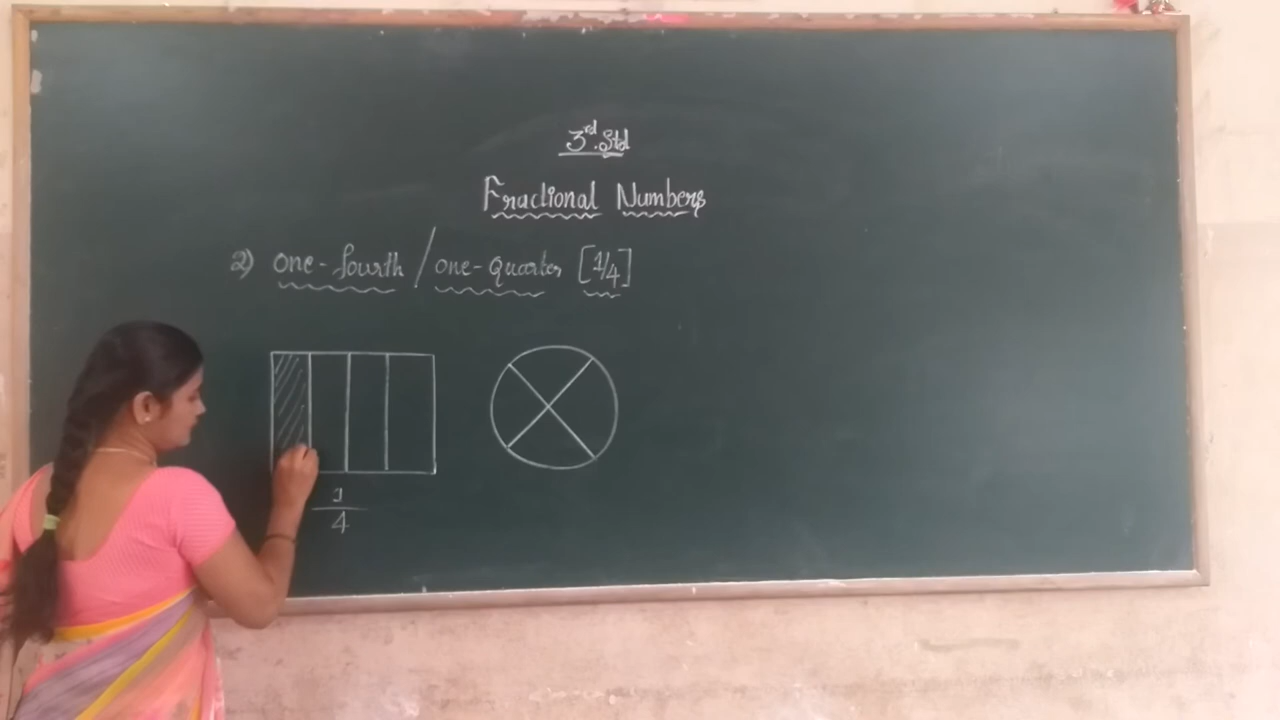 3rd.Std
Fractional Numbers
2) one-fourth / one-quarter [1/4]
1
4